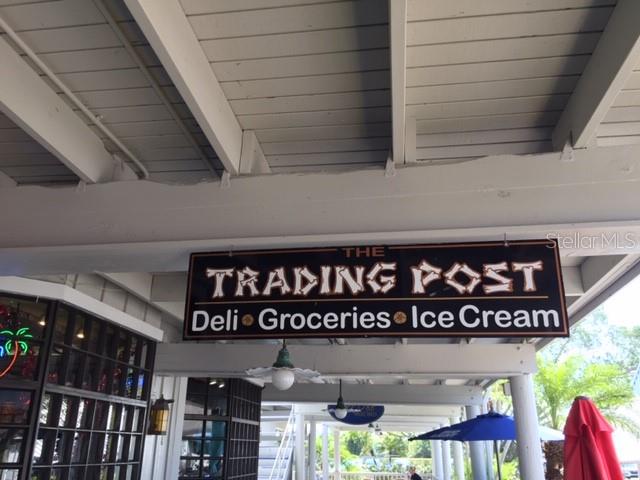 THE
TRADING POST
Deli • Groceries • Ice Cream
Stellar MLS